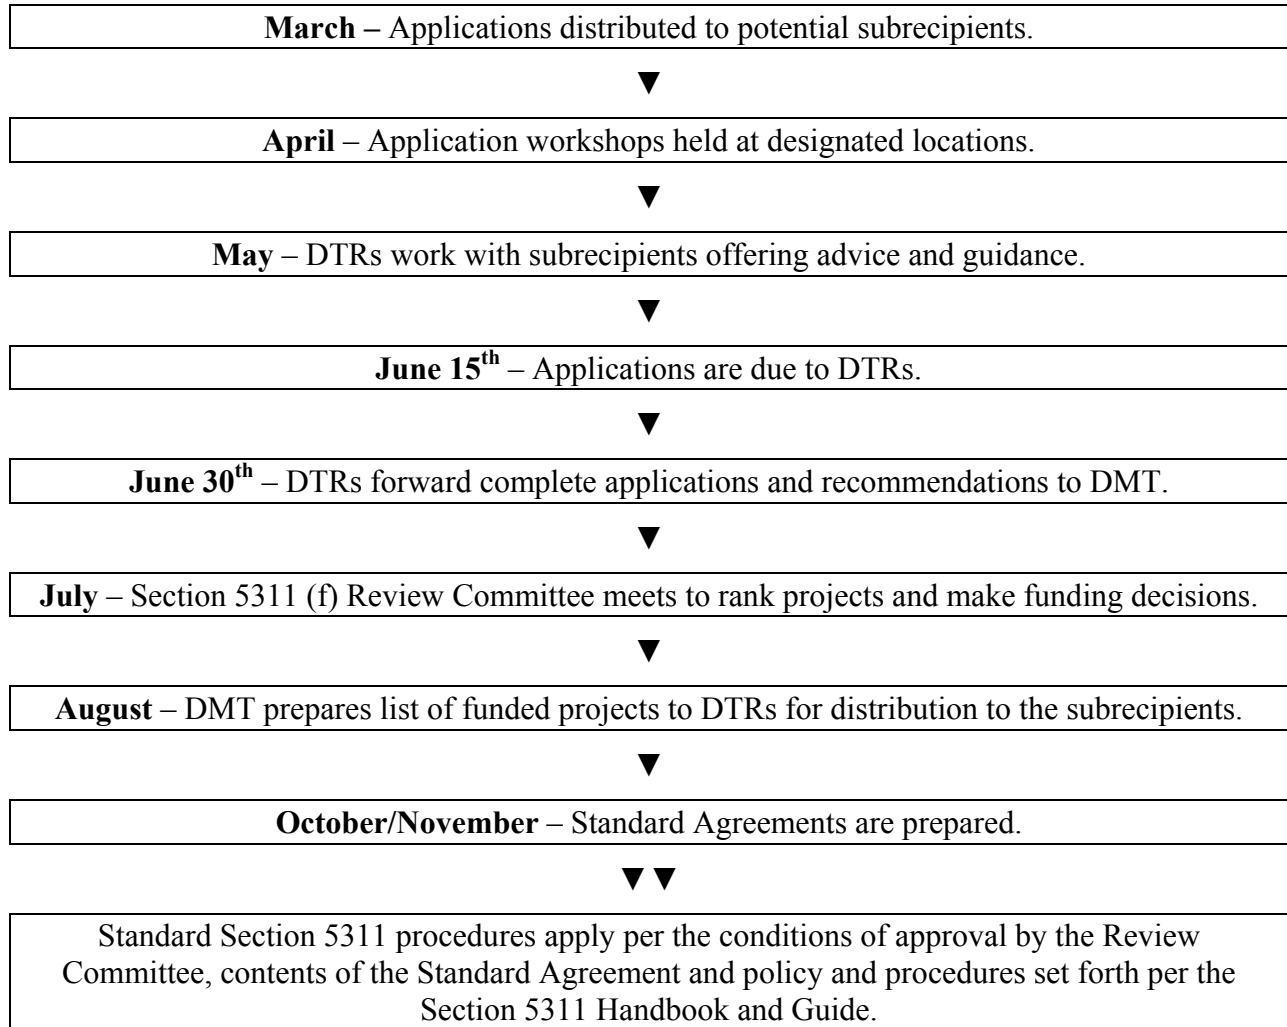 March – Applications distributed to potential subrecipients.
▼
April – Application workshops held at designated locations.
▼
May – DTRs work with subrecipients offering advice and guidance.
▼
June 15th – Applications are due to DTRs.
▼
June 30th – DTRs forward complete applications and recommendations to DMT.
▼
July – Section 5311 (f) Review Committee meets to rank projects and make funding decisions.
▼
August – DMT prepares list of funded projects to DTRs for distribution to the subrecipients.
▼
October/November – Standard Agreements are prepared.
▼ ▼
Standard Section 5311 procedures apply per the conditions of approval by the Review
Committee, contents of the Standard Agreement and policy and procedures set forth per the
Section 5311 Handbook and Guide.